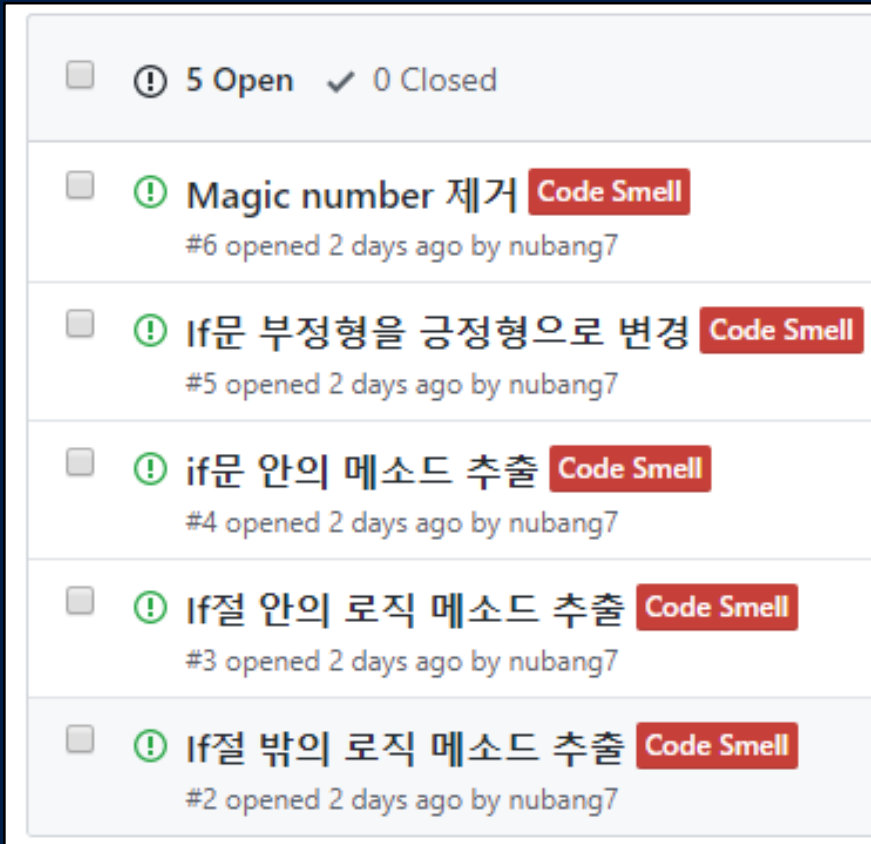 5 Open 0 Closed
Magic number 제거 Code Smell
#6 opened 2 days ago by nubang7
If문 부정형을 긍정형으로 변경 Code Smell
#5 opened 2 days ago by nubang7
if문 안의 메소드 추출 Code Smell
#4 opened 2 days ago by nubang7
If절 안의 로직 메소드 추출 Code Smell
#3 opened 2 days ago by nubang7
If절 밖의 로직 메소드 추출 Code Smell
#2 opened 2 days ago by nubang7